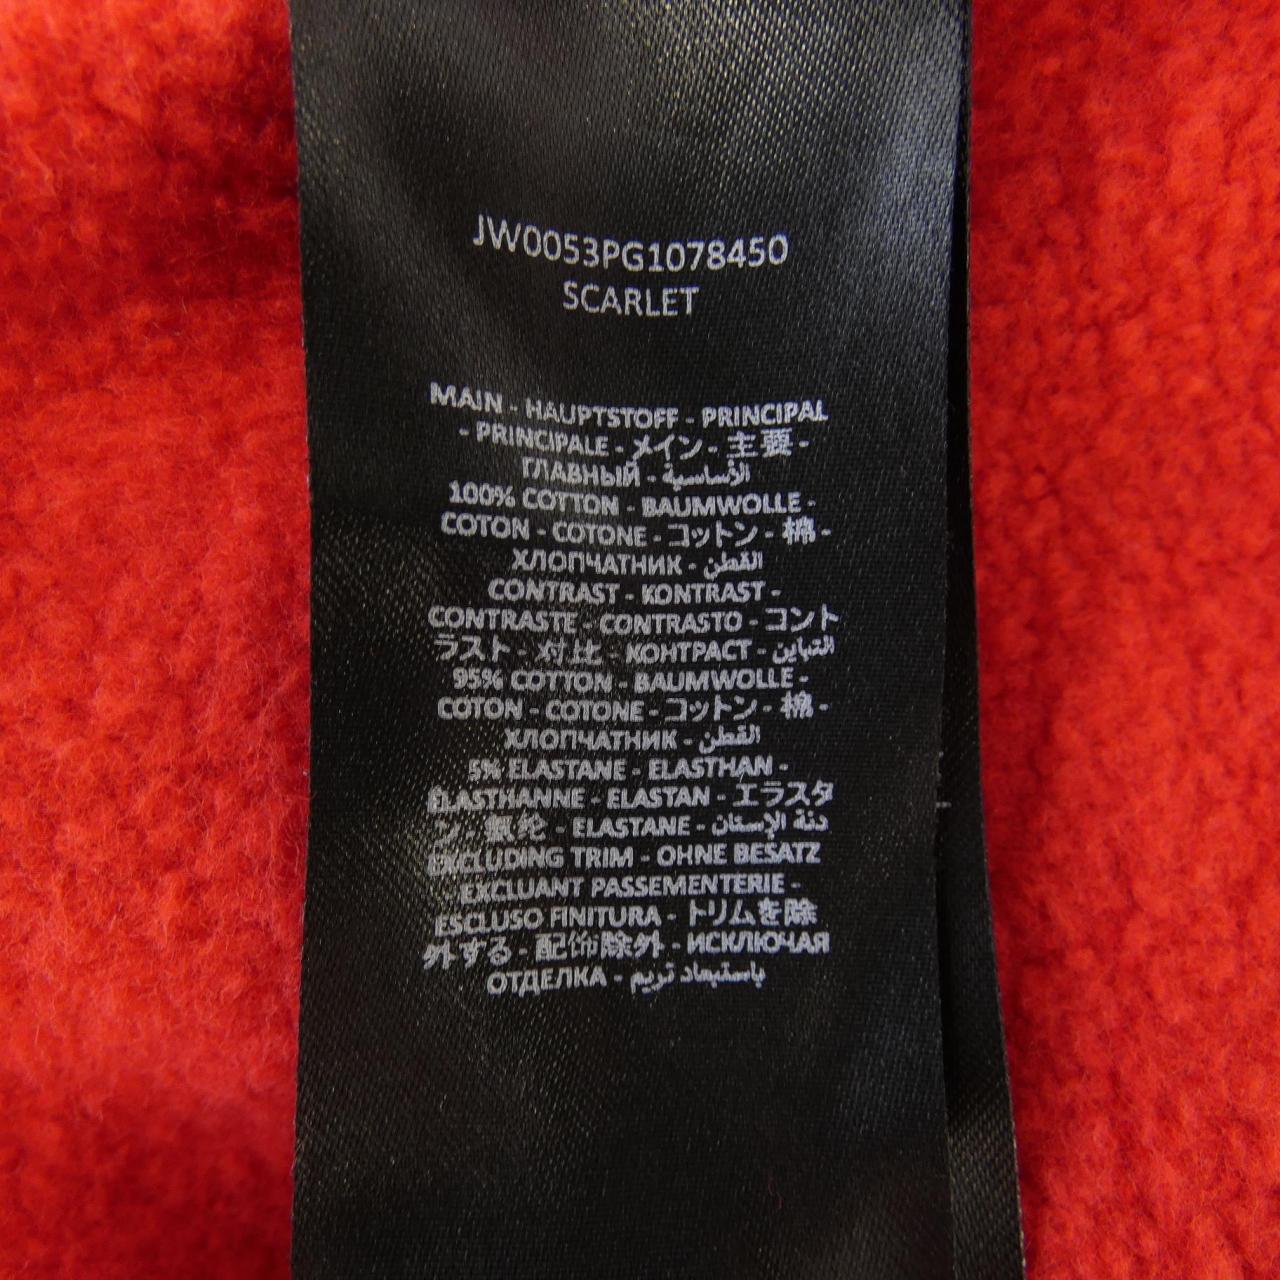 JW0053PG1078450
SCARLET
MAIN - HAUPTSTOFF - PRINCIPAL
- PRINCIPALE - メイン - 主要 -
ГЛАВНЫЙ - الأساسية
100% COTTON - BAUMWOLLE -
COTON - COTONE - コットン - 棉 -
ХЛОПЧАТНИК - القطن
CONTRAST - KONTRAST -
CONTRASTE - CONTRASTO - コント
ラスト - 对比 - КОНТРАСТ - التباين
95% COTTON - BAUMWOLLE -
COTON - COTONE - コットン - 棉 -
ХЛОПЧАТНИК - القطن
5% ELASTANE - ELASTHAN -
ÉLASTHANNE - ELASTAN - エラスタ
ン - 氨纶 - ELASTANE - دنة الإستان
EXCLUDING TRIM - OHNE BESATZ
EXCLUANT PASSEMENTERIE -
ESCLUSO FINITURA - トリムを除
外する - 配饰除外 - ИСКЛЮЧАЯ
ОТДЕЛКА - باستبعاد تريم